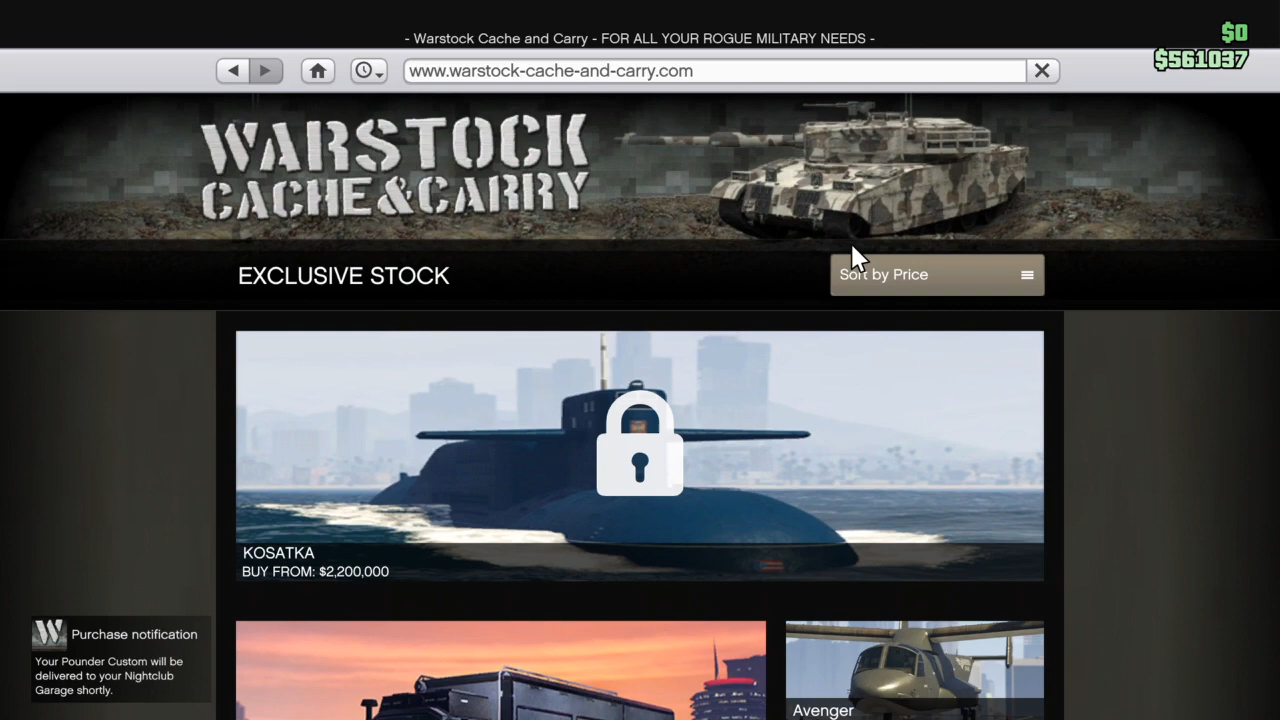 - Warstock Cache and Carry - FOR ALL YOUR ROGUE MILITARY NEEDS -
$0
$561037
www.warstock-cache-and-carry.com
WARSTOCK
CACHE & CARRY
EXCLUSIVE STOCK
Sort by Price
KOSATKA
BUY FROM: $2,200,000
W Purchase notification
Your Pounder Custom will be
delivered to your Nightclub
Garage shortly.
Avenger